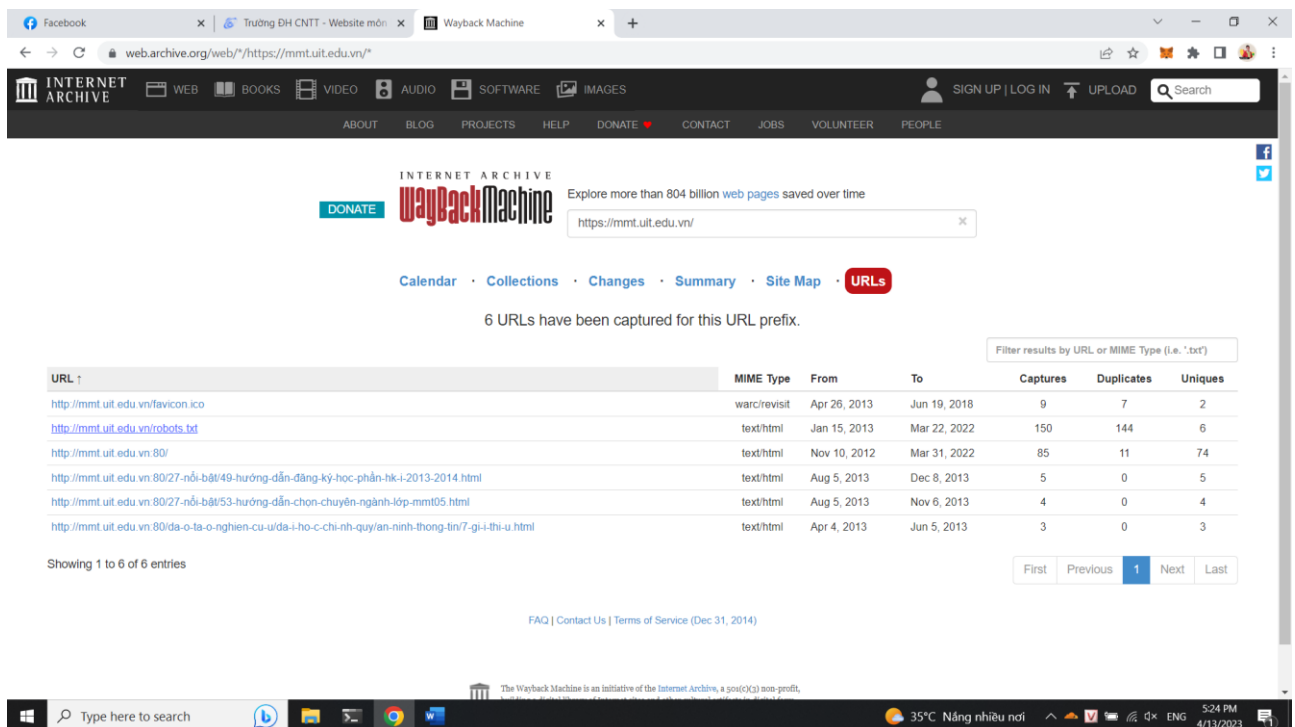 Facebook
Trường ĐH CNTT - Website môn
Wayback Machine
web.archive.org/web/*/https://mmt.uit.edu.vn/*
INTERNET ARCHIVE WEB BOOKS VIDEO AUDIO SOFTWARE IMAGES SIGN UP | LOG IN UPLOAD Search
ABOUT BLOG PROJECTS HELP DONATE CONTACT JOBS VOLUNTEER PEOPLE
INTERNET ARCHIVE
DONATE WayBackMachine
Explore more than 804 billion web pages saved over time
https://mmt.uit.edu.vn/
Calendar · Collections · Changes · Summary · Site Map · URLs
6 URLs have been captured for this URL prefix.
Filter results by URL or MIME Type (i.e. '.txt')
URL ↑ MIME Type From To Captures Duplicates Uniques
http://mmt.uit.edu.vn/favicon.ico warc/revisit Apr 26, 2013 Jun 19, 2018 9 7 2
http://mmt.uit.edu.vn/robots.txt text/html Jan 15, 2013 Mar 22, 2022 150 144 6
http://mmt.uit.edu.vn:80/ text/html Nov 10, 2012 Mar 31, 2022 85 11 74
http://mmt.uit.edu.vn:80/27-nổi-bật/49-hướng-dẫn-đăng-ký-học-phần-hk-i-2013-2014.html text/html Aug 5, 2013 Dec 8, 2013 5 0 5
http://mmt.uit.edu.vn:80/27-nổi-bật/53-hướng-dẫn-chọn-chuyên-ngành-lớp-mmt05.html text/html Aug 5, 2013 Nov 6, 2013 4 0 4
http://mmt.uit.edu.vn:80/da-o-ta-o-nghien-cu-u/da-i-ho-c-chi-nh-quy/an-ninh-thong-tin/7-gi-i-thi-u.html text/html Apr 4, 2013 Jun 5, 2013 3 0 3
Showing 1 to 6 of 6 entries
First Previous 1 Next Last
FAQ | Contact Us | Terms of Service (Dec 31, 2014)
The Wayback Machine is an initiative of the Internet Archive, a 501(c)(3) non-profit,
Type here to search
35°C Nắng nhiều nơi
ENG
5:24 PM
4/13/2023